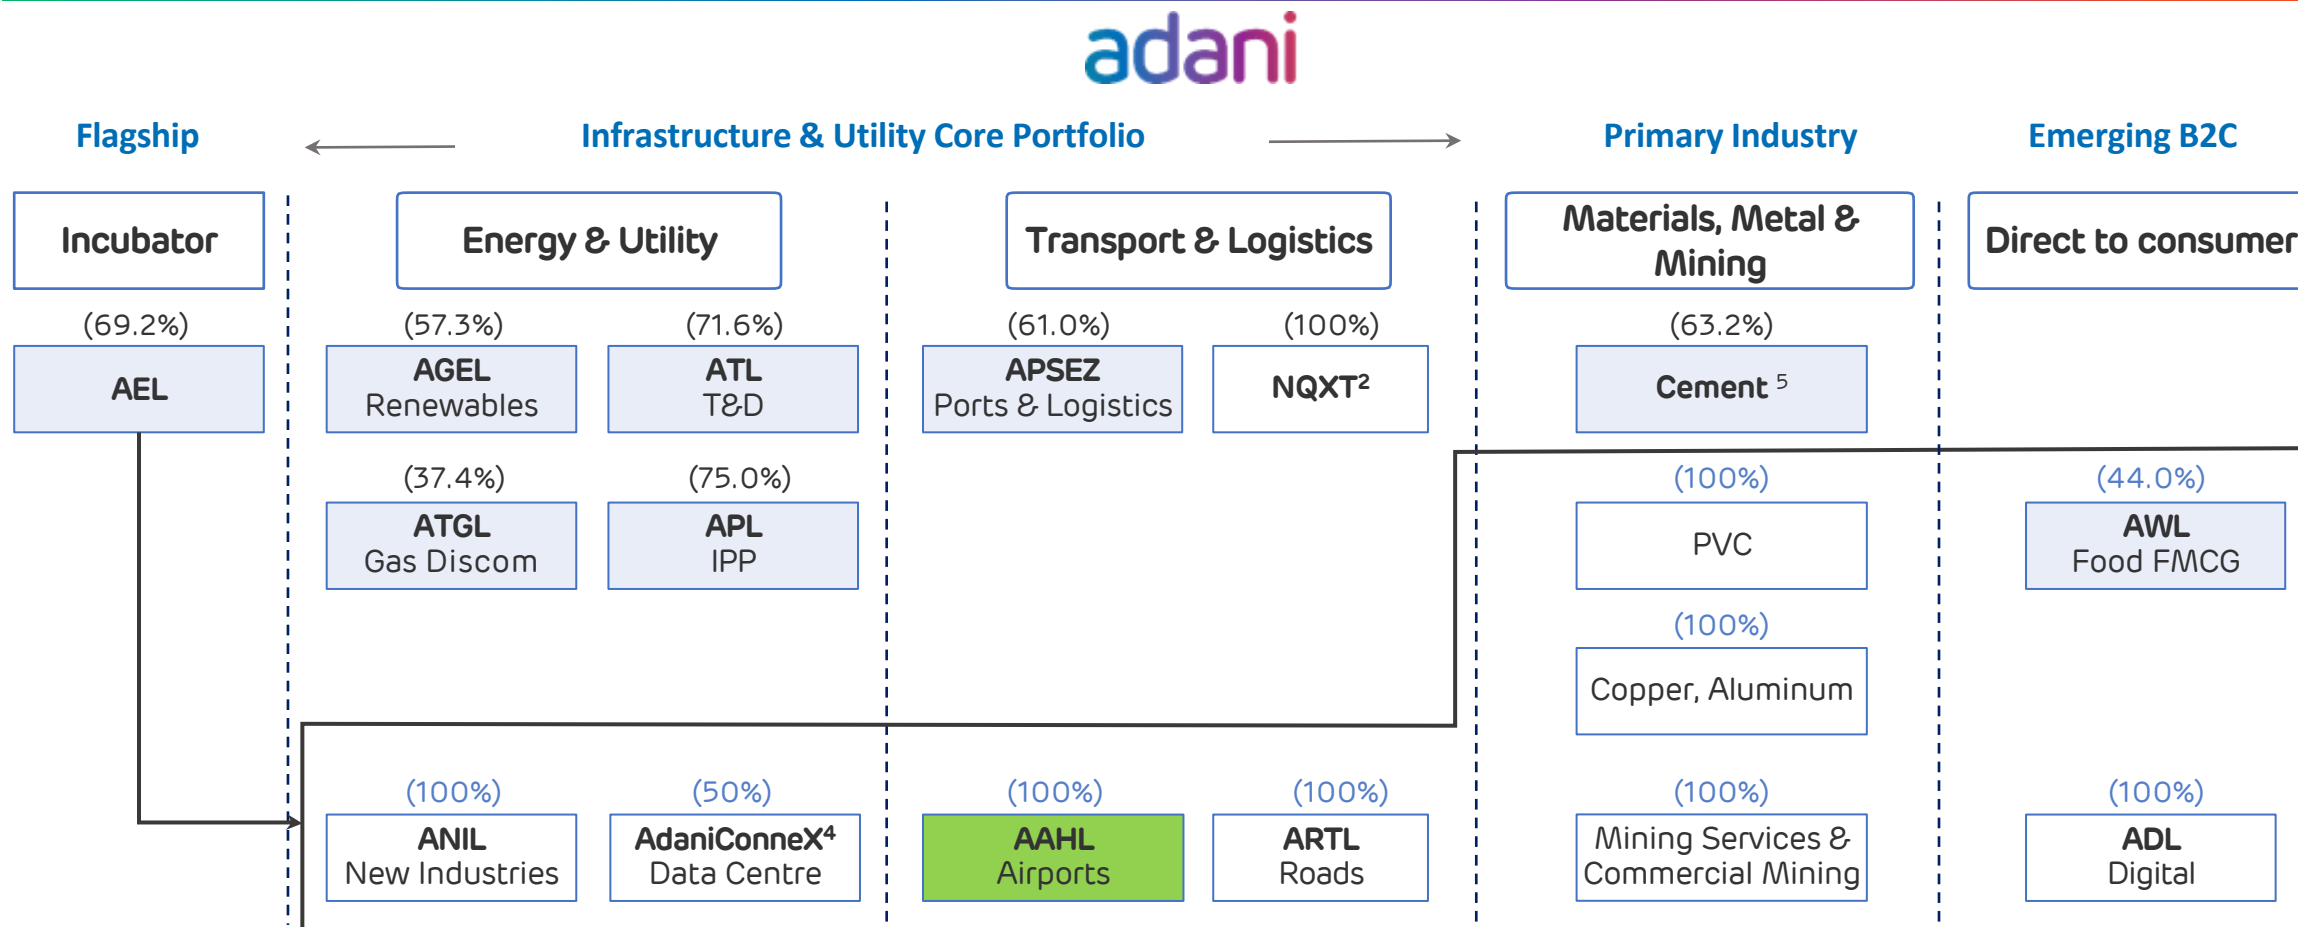 adani
Flagship
Infrastructure & Utility Core Portfolio
Primary Industry
Emerging B2C
Incubator
Energy & Utility
Transport & Logistics
Materials, Metal &
Mining
Direct to consumer
(69.2%)
(57.3%)
(71.6%)
(61.0%)
(100%)
(63.2%)
AEL
AGEL
Renewables
ATL
T&D
APSEZ
Ports & Logistics
NQXT²
Cement ⁵
(37.4%)
(75.0%)
(100%)
(44.0%)
ATGL
Gas Discom
APL
IPP
PVC
AWL
Food FMCG
(100%)
Copper, Aluminum
(100%)
(50%)
(100%)
(100%)
(100%)
(100%)
ANIL
New Industries
AdaniConneX⁴
Data Centre
AAHL
Airports
ARTL
Roads
Mining Services &
Commercial Mining
ADL
Digital